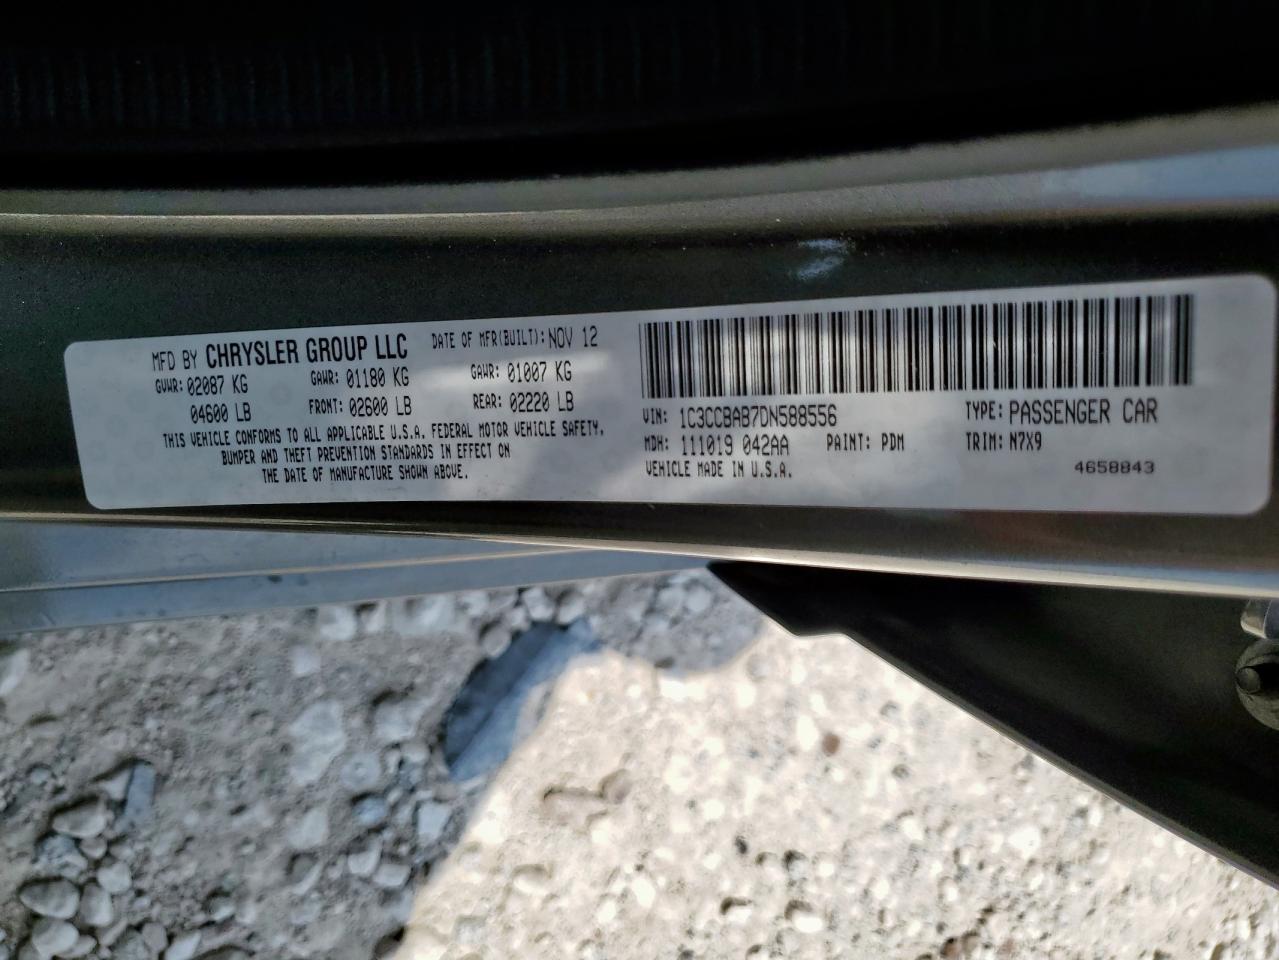 MFD BY CHRYSLER GROUP LLC DATE OF MFR(BUILT): NOV 12
GVWR: 02087 KG GAWR: 01180 KG GAWR: 01007 KG
04600 LB FRONT: 02600 LB REAR: 02220 LB
THIS VEHICLE CONFORMS TO ALL APPLICABLE U.S.A. FEDERAL MOTOR VEHICLE SAFETY,
BUMPER AND THEFT PREVENTION STANDARDS IN EFFECT ON
THE DATE OF MANUFACTURE SHOWN ABOVE.
VIN: 1C3CCBAB7DN588556 TYPE: PASSENGER CAR
MDH: 111019 042AA PAINT: PDM TRIM: N7X9
VEHICLE MADE IN U.S.A. 4658843